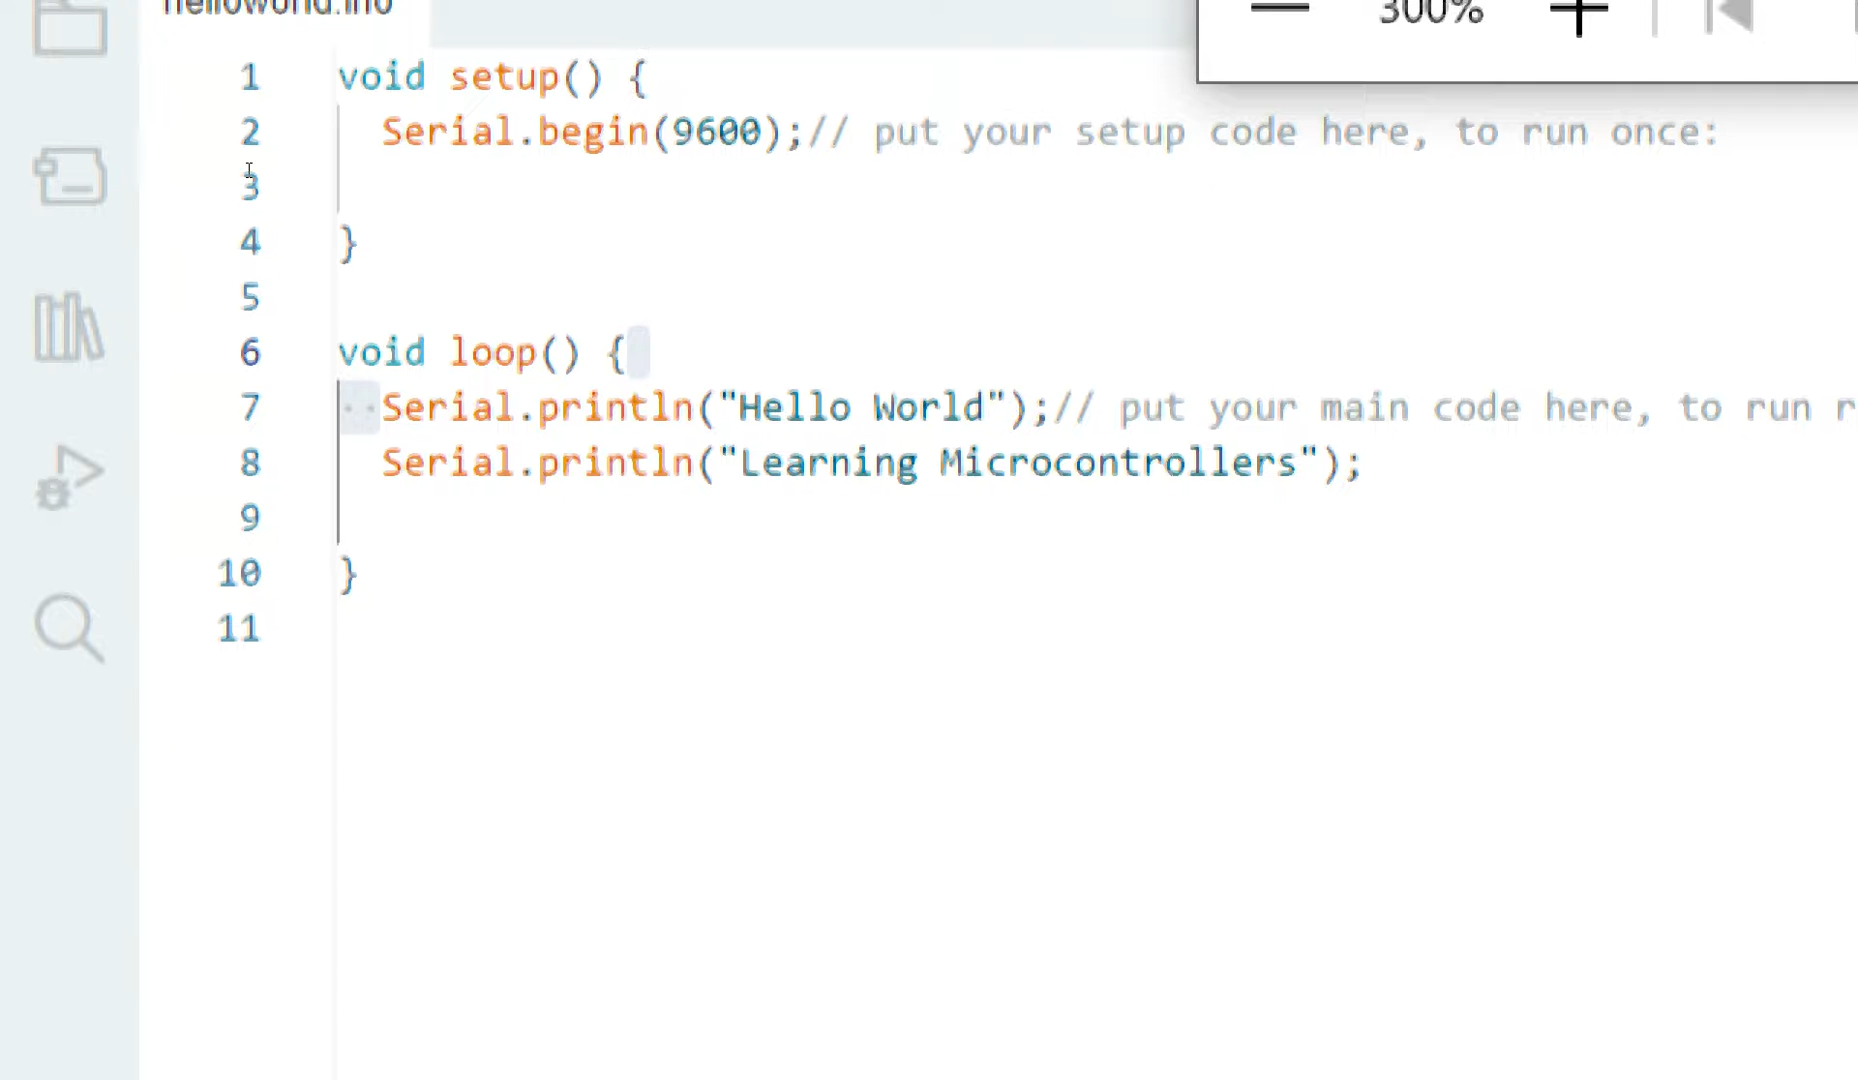 helloworld.ino
300%
1 void setup() {
2 Serial.begin(9600);// put your setup code here, to run once:
3
4 }
5
6 void loop() {
7 Serial.println("Hello World");// put your main code here, to run r
8 Serial.println("Learning Microcontrollers");
9
10 }
11